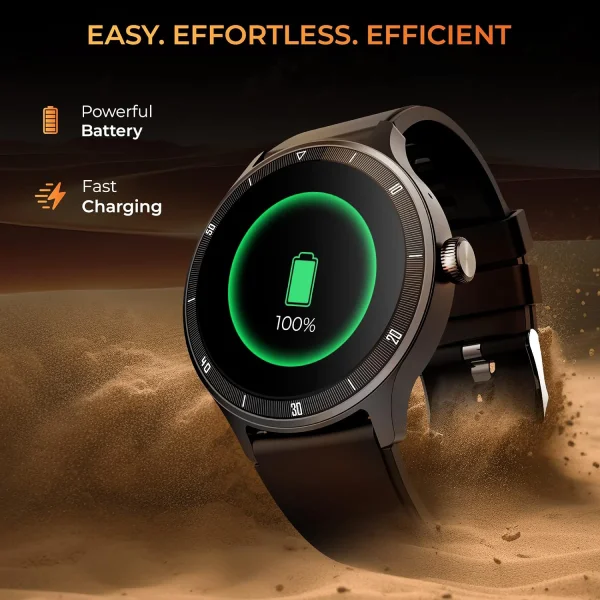 EASY. EFFORTLESS. EFFICIENT
Powerful
Battery
Fast
Charging
10
50
100%
20
40
30